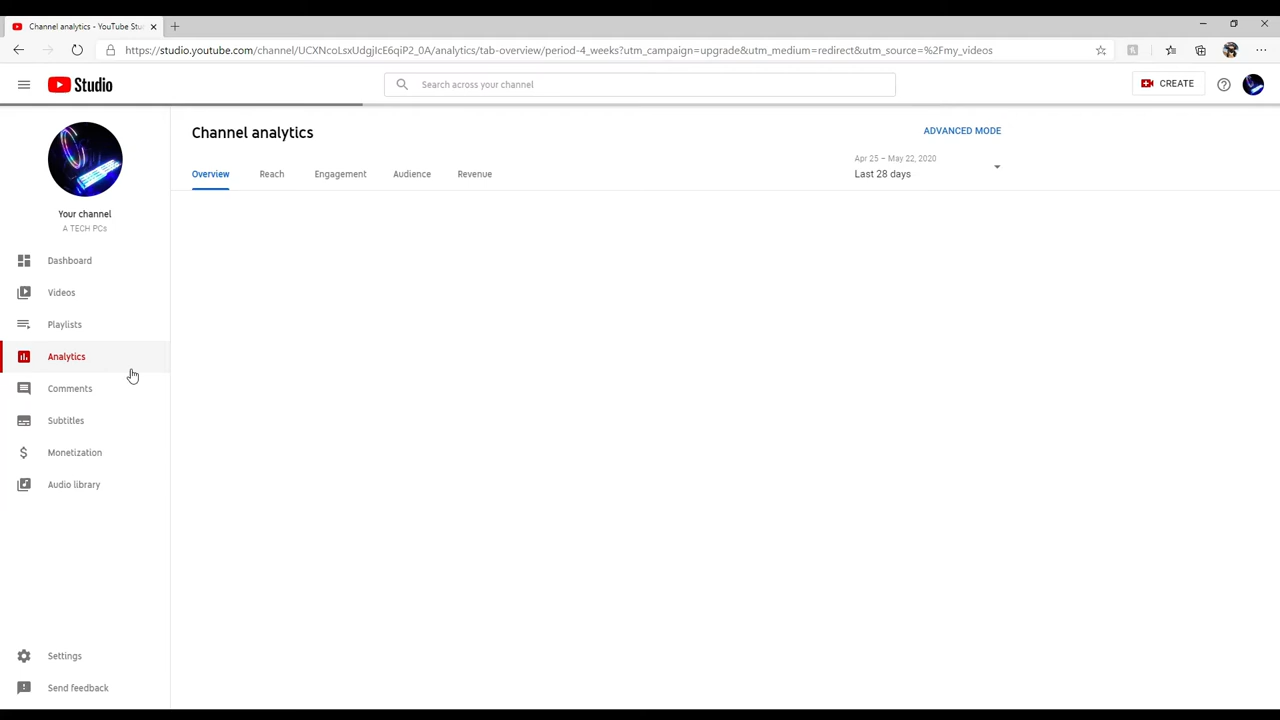 Channel analytics - YouTube Stu
https://studio.youtube.com/channel/UCXNcoLsxUdgjIcE6qiP2_0A/analytics/tab-overview/period-4_weeks?utm_campaign=upgrade&utm_medium=redirect&utm_source=%2Fmy_videos
Studio
Search across your channel
CREATE
Channel analytics
ADVANCED MODE
Apr 25 – May 22, 2020
Last 28 days
Overview
Reach
Engagement
Audience
Revenue
Your channel
A TECH PCs
Dashboard
Videos
Playlists
Analytics
Comments
Subtitles
Monetization
Audio library
Settings
Send feedback